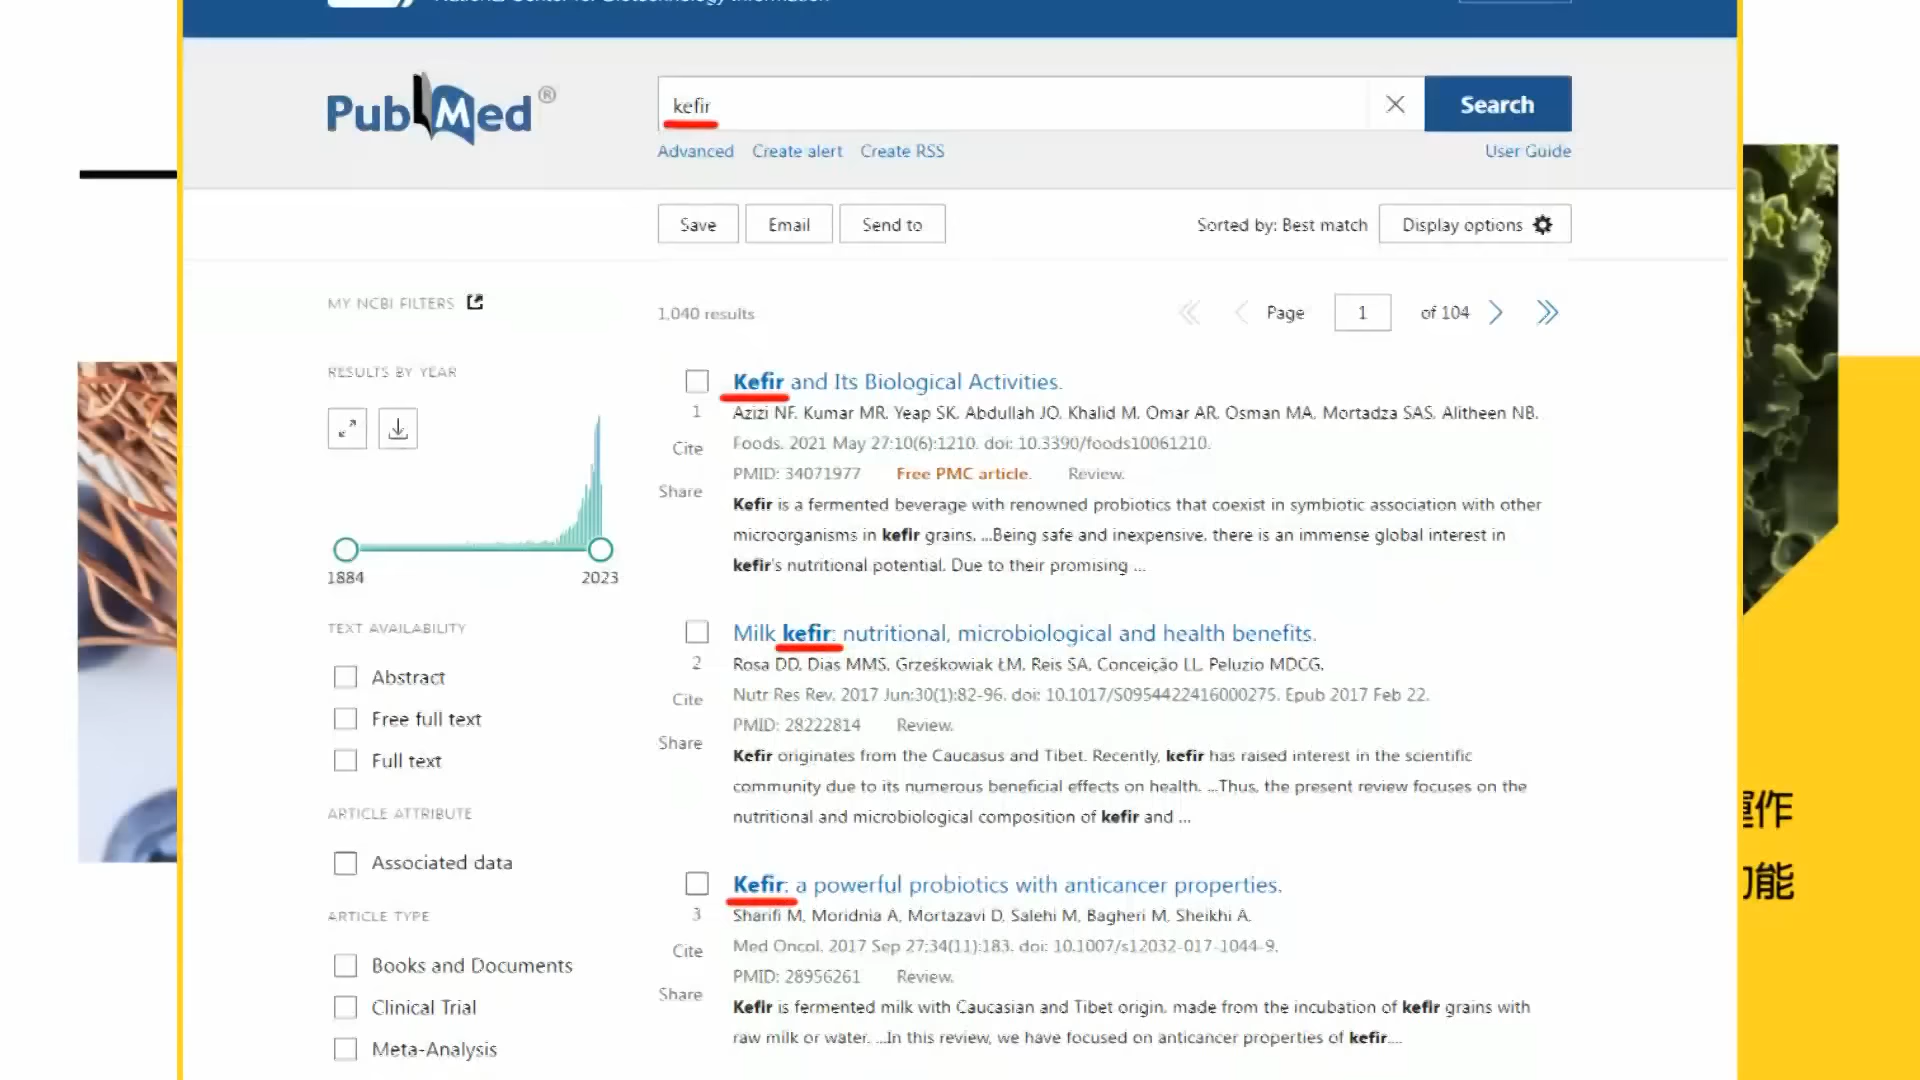 PubMed®
kefir
Search
Advanced Create alert Create RSS
User Guide
Save Email Send to
Sorted by: Best match
Display options
MY NCBI FILTERS
1,040 results
Page 1 of 104
RESULTS BY YEAR
1884 2023
TEXT AVAILABILITY
Abstract
Free full text
Full text
ARTICLE ATTRIBUTE
Associated data
ARTICLE TYPE
Books and Documents
Clinical Trial
Meta-Analysis
Kefir and Its Biological Activities.
1
Cite
Share
Azizi NF, Kumar MR, Yeap SK, Abdullah JO, Khalid M, Omar AR, Osman MA, Mortadza SAS, Alitheen NB.
Foods. 2021 May 27;10(6):1210. doi: 10.3390/foods10061210.
PMID: 34071977 Free PMC article. Review.
Kefir is a fermented beverage with renowned probiotics that coexist in symbiotic association with other
microorganisms in kefir grains. ...Being safe and inexpensive, there is an immense global interest in
kefir's nutritional potential. Due to their promising ...
Milk kefir: nutritional, microbiological and health benefits.
2
Cite
Share
Rosa DD, Dias MMS, Grześkowiak ŁM, Reis SA, Conceição LL, Peluzio MDCG.
Nutr Res Rev. 2017 Jun;30(1):82-96. doi: 10.1017/S0954422416000275. Epub 2017 Feb 22.
PMID: 28222814 Review.
Kefir originates from the Caucasus and Tibet. Recently, kefir has raised interest in the scientific
community due to its numerous beneficial effects on health. ...Thus, the present review focuses on the
nutritional and microbiological composition of kefir and ...
Kefir: a powerful probiotics with anticancer properties.
3
Cite
Share
Sharifi M, Moridnia A, Mortazavi D, Salehi M, Bagheri M, Sheikhi A.
Med Oncol. 2017 Sep 27;34(11):183. doi: 10.1007/s12032-017-1044-9.
PMID: 28956261 Review.
Kefir is fermented milk with Caucasian and Tibet origin, made from the incubation of kefir grains with
raw milk or water. ...In this review, we have focused on anticancer properties of kefir....
作
能